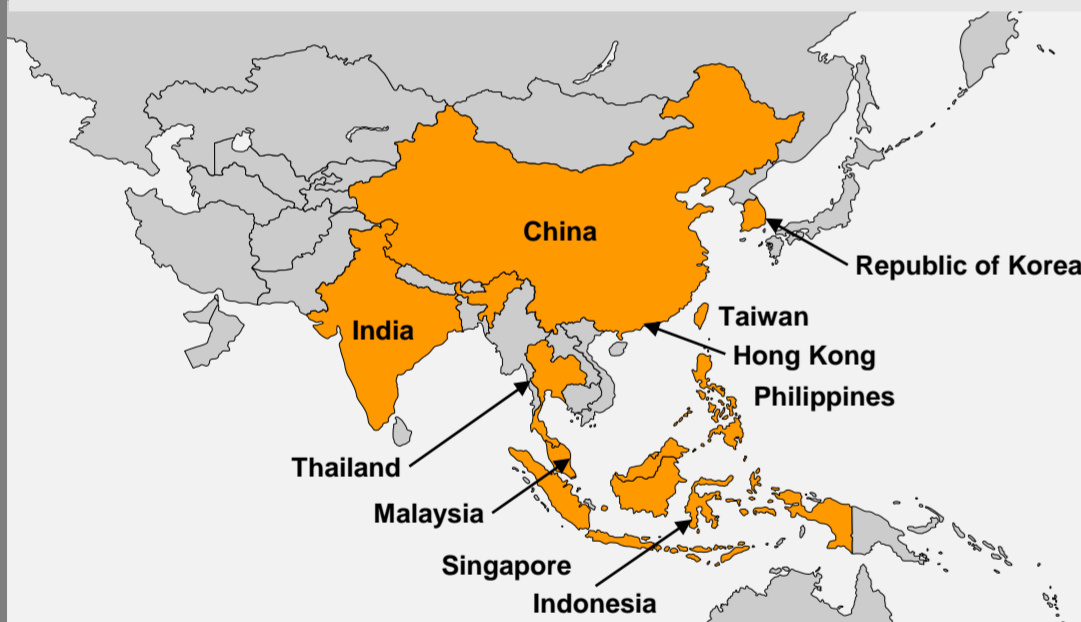 China
Republic of Korea
Taiwan
India
Hong Kong
Philippines
Thailand
Malaysia
Singapore
Indonesia